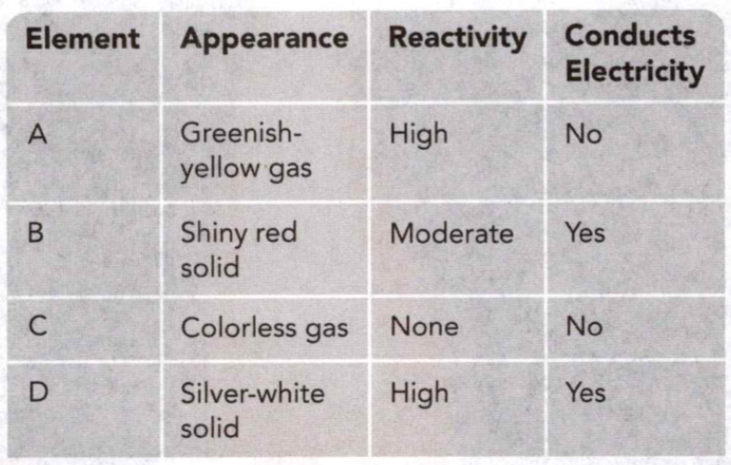 Element Appearance Reactivity Conducts
Electricity
A Greenish- High No
yellow gas
B Shiny red Moderate Yes
solid
C Colorless gas None No
D Silver-white High Yes
solid